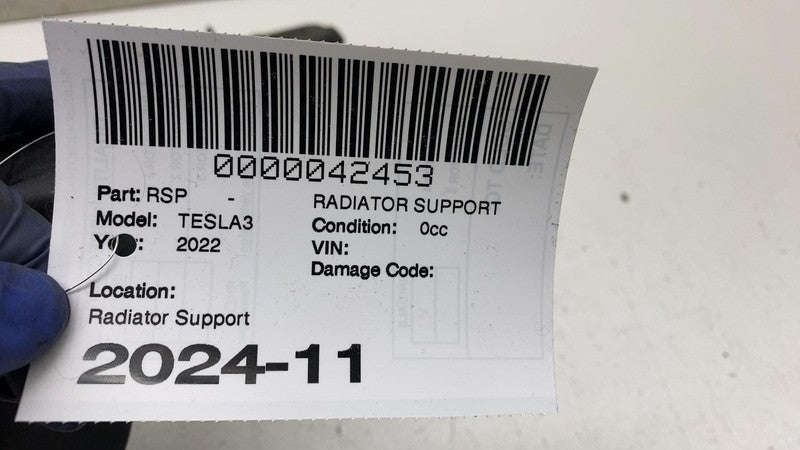 0000042453
Part: RSP - RADIATOR SUPPORT
Model: TESLA3 Condition: 0cc
2022 VIN:
Damage Code:
Location:
Radiator Support
2024-11